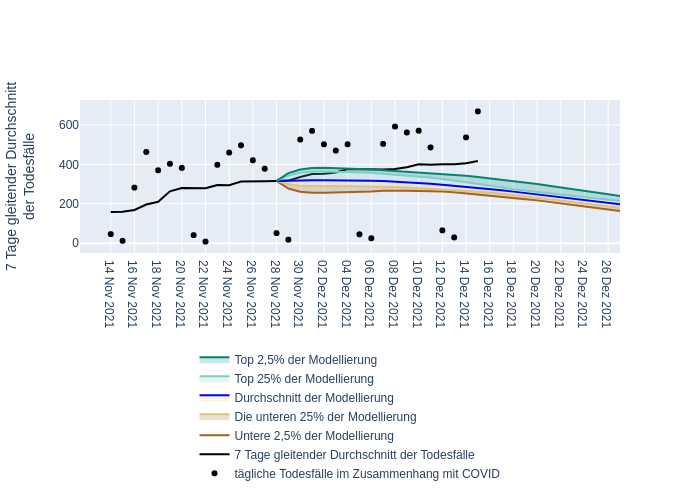 7 Tage gleitender Durchschnitt
der Todesfälle
600
400
200
0
14 Nov 2021
16 Nov 2021
18 Nov 2021
20 Nov 2021
22 Nov 2021
24 Nov 2021
26 Nov 2021
28 Nov 2021
30 Nov 2021
02 Dez 2021
04 Dez 2021
06 Dez 2021
08 Dez 2021
10 Dez 2021
12 Dez 2021
14 Dez 2021
16 Dez 2021
18 Dez 2021
20 Dez 2021
22 Dez 2021
24 Dez 2021
26 Dez 2021
Top 2,5% der Modellierung
Top 25% der Modellierung
Durchschnitt der Modellierung
Die unteren 25% der Modellierung
Untere 2,5% der Modellierung
7 Tage gleitender Durchschnitt der Todesfälle
tägliche Todesfälle im Zusammenhang mit COVID